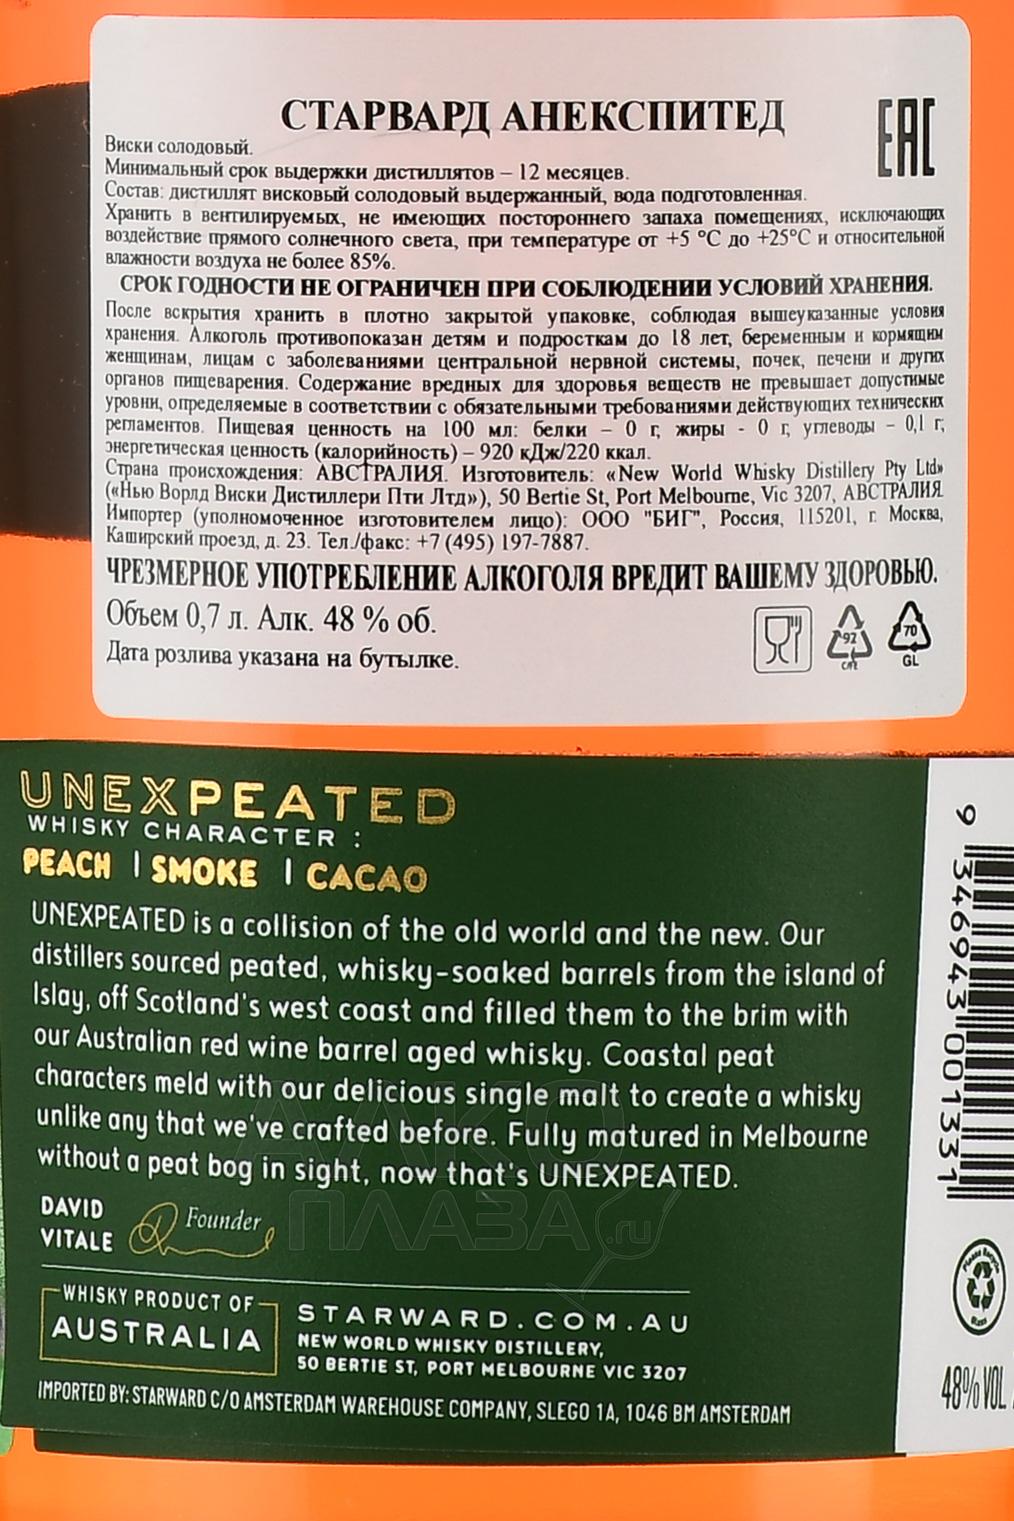 СТАРВАРД АНЕКСПИТЕД
EAC
Виски солодовый.
Минимальный срок выдержки дистиллятов – 12 месяцев.
Состав: дистиллят висковый солодовый выдержанный, вода подготовленная.
Хранить в вентилируемых, не имеющих постороннего запаха помещениях, исключающих
воздействие прямого солнечного света, при температуре от +5 °С до +25°С и относительной
влажности воздуха не более 85%.
СРОК ГОДНОСТИ НЕ ОГРАНИЧЕН ПРИ СОБЛЮДЕНИИ УСЛОВИЙ ХРАНЕНИЯ.
После вскрытия хранить в плотно закрытой упаковке, соблюдая вышеуказанные условия
хранения. Алкоголь противопоказан детям и подросткам до 18 лет, беременным и кормящим
женщинам, лицам с заболеваниями центральной нервной системы, почек, печени и других
органов пищеварения. Содержание вредных для здоровья веществ не превышает допустимые
уровни, определяемые в соответствии с обязательными требованиями действующих технических
регламентов. Пищевая ценность на 100 мл: белки – 0 г, жиры - 0 г, углеводы – 0,1 г;
энергетическая ценность (калорийность) – 920 кДж/220 ккал.
Страна происхождения: АВСТРАЛИЯ. Изготовитель: «New World Whisky Distillery Pty Ltd»
(«Нью Ворлд Виски Дистиллери Пти Лтд»), 50 Bertie St, Port Melbourne, Vic 3207, АВСТРАЛИЯ.
Импортер (уполномоченное изготовителем лицо): ООО "БИГ", Россия, 115201, г. Москва,
Каширский проезд, д. 23. Тел./факс: +7 (495) 197-7887.
ЧРЕЗМЕРНОЕ УПОТРЕБЛЕНИЕ АЛКОГОЛЯ ВРЕДИТ ВАШЕМУ ЗДОРОВЬЮ.
Объем 0,7 л. Алк. 48 % об.
Дата розлива указана на бутылке.
92
C/PE
70
GL
UNEXPEATED
WHISKY CHARACTER :
PEACH | SMOKE | CACAO
UNEXPEATED is a collision of the old world and the new. Our
distillers sourced peated, whisky-soaked barrels from the island of
Islay, off Scotland's west coast and filled them to the brim with
our Australian red wine barrel aged whisky. Coastal peat
characters meld with our delicious single malt to create a whisky
unlike any that we've crafted before. Fully matured in Melbourne
without a peat bog in sight, now that's UNEXPEATED.
DAVID
VITALE
Founder
АЛКО
ПЛАЗА.ru
WHISKY PRODUCT OF
AUSTRALIA
STARWARD.COM.AU
NEW WORLD WHISKY DISTILLERY,
50 BERTIE ST, PORT MELBOURNE VIC 3207
IMPORTED BY: STARWARD C/O AMSTERDAM WAREHOUSE COMPANY, SLEGO 1A, 1046 BM AMSTERDAM
9 346943 001331
Please Recycle
Glass
48% VOL